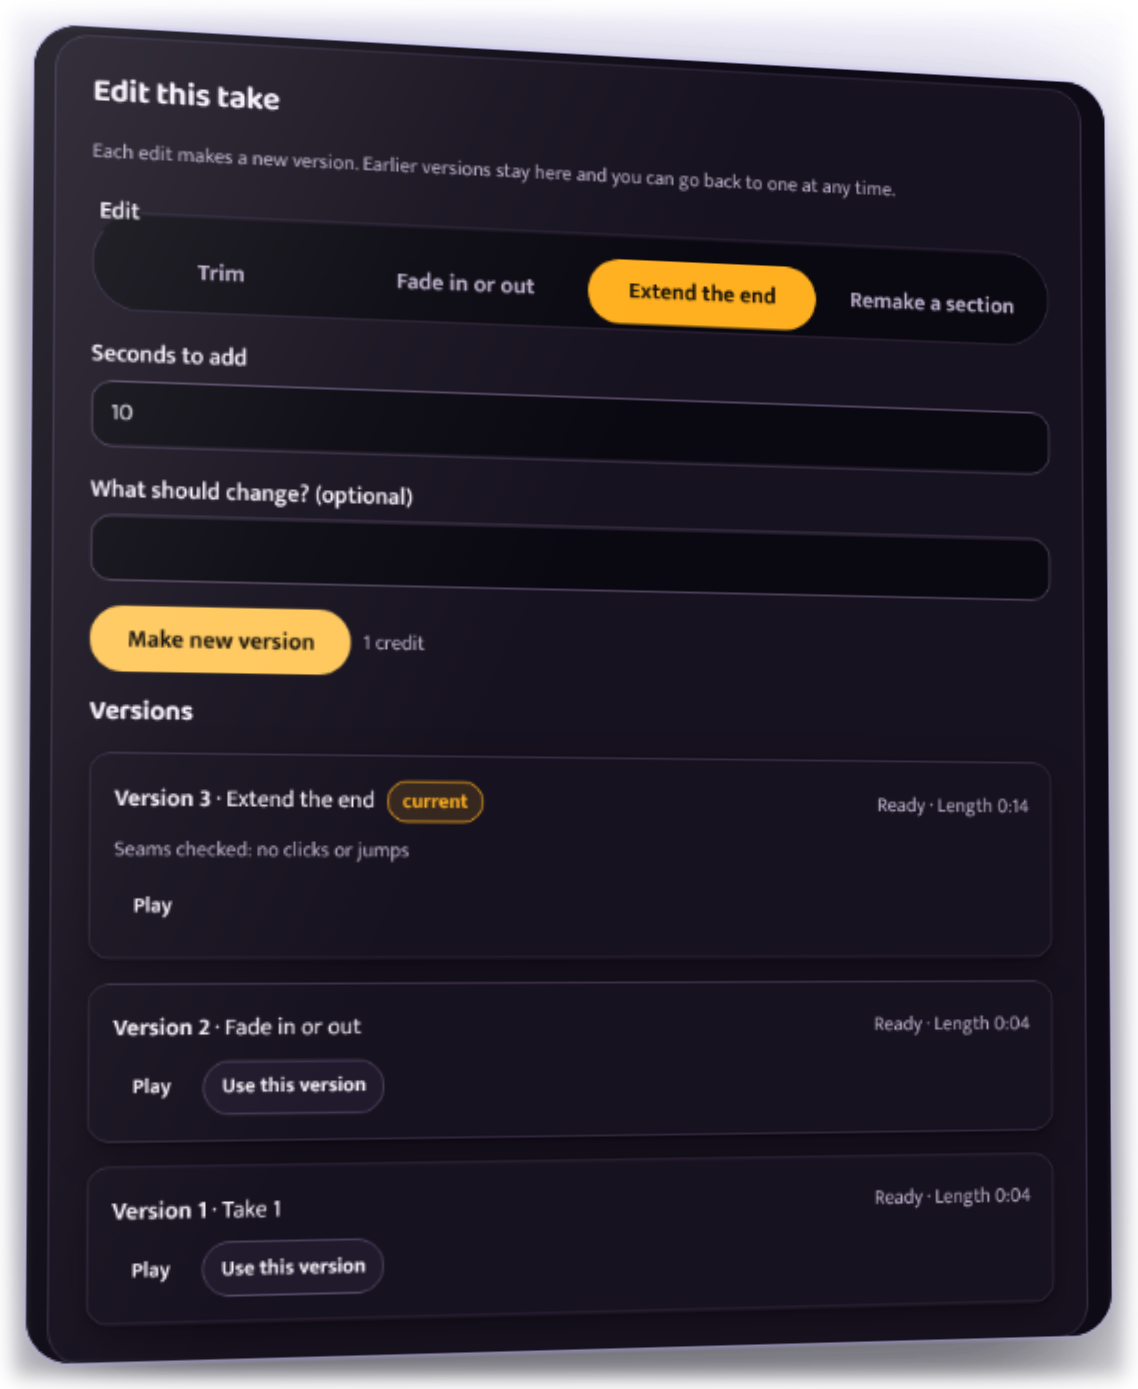 Edit this take
Each edit makes a new version. Earlier versions stay here and you can go back to one at any time.
Edit
Trim
Fade in or out
Extend the end
Remake a section
Seconds to add
10
What should change? (optional)
Make new version
1 credit
Versions
Version 3 · Extend the end
current
Ready · Length 0:14
Seams checked: no clicks or jumps
Play
Version 2 · Fade in or out
Ready · Length 0:04
Play
Use this version
Version 1 · Take 1
Ready · Length 0:04
Play
Use this version